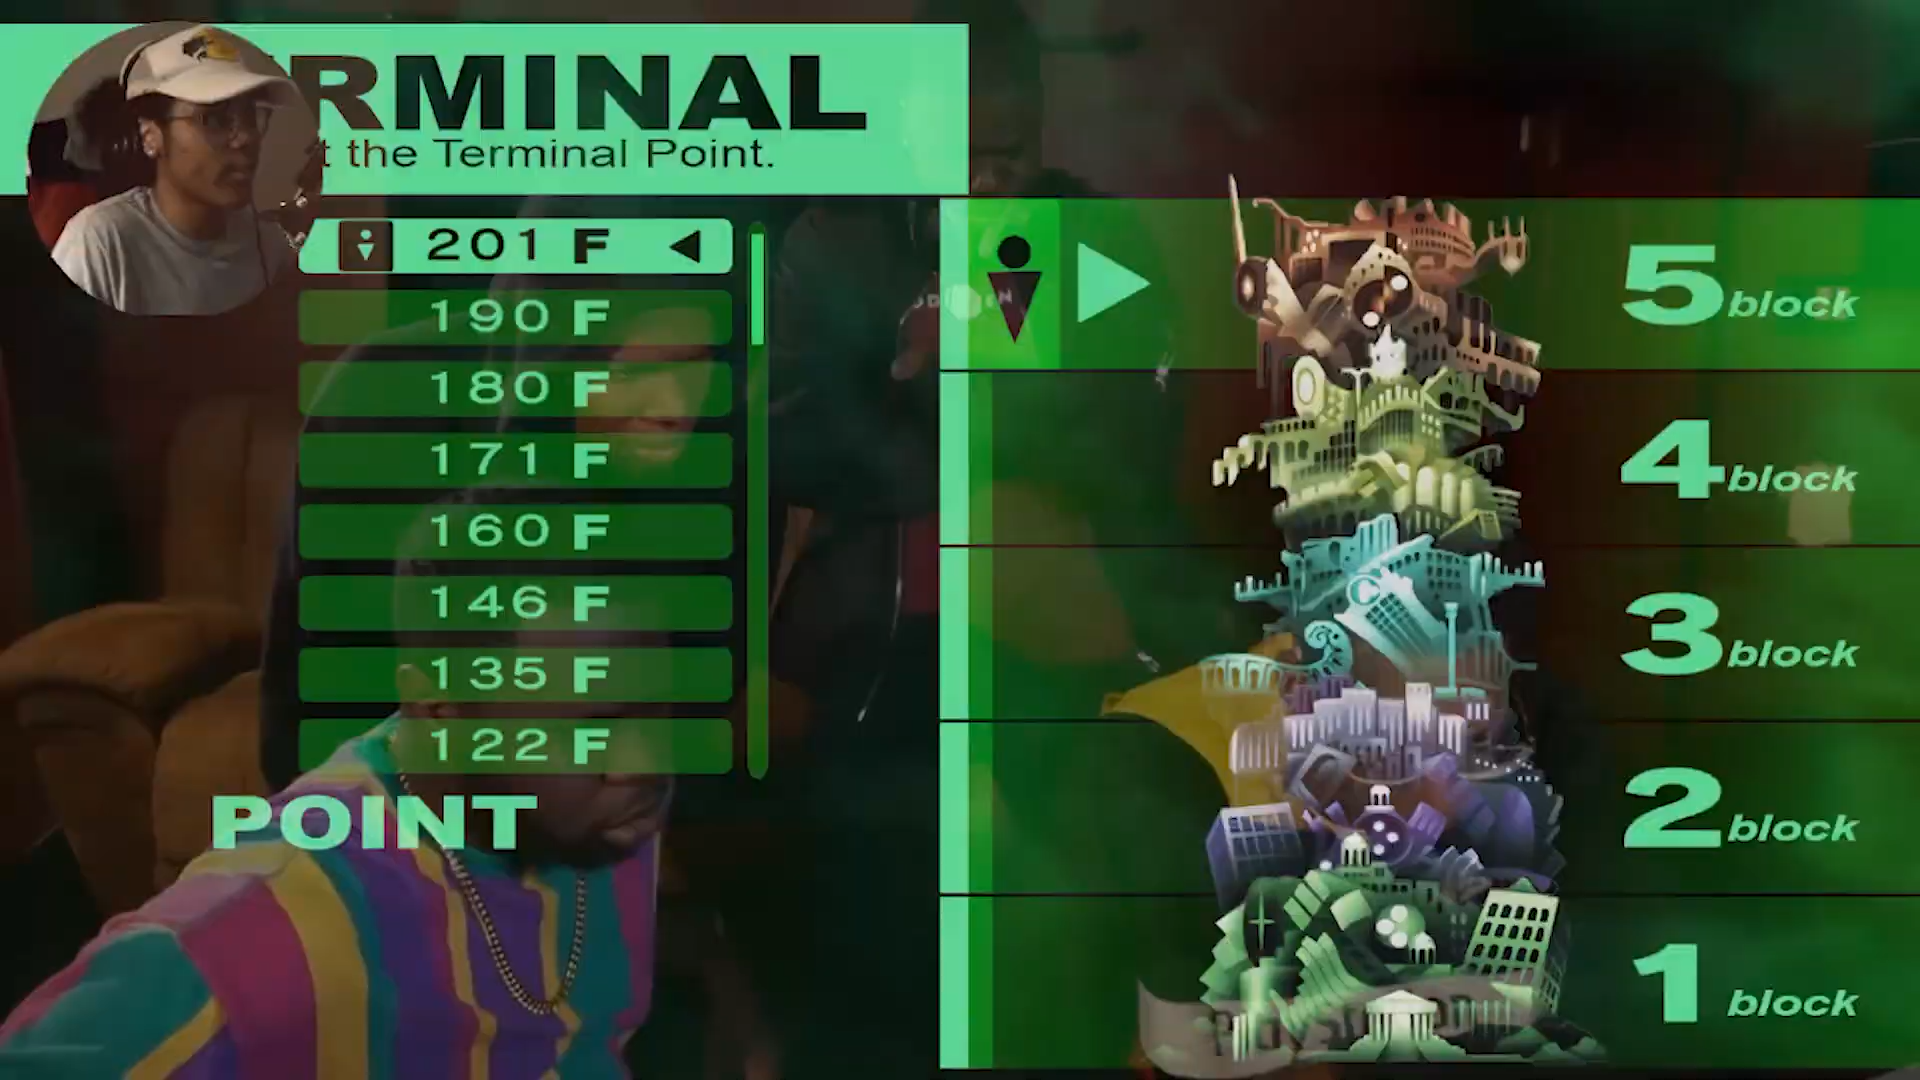 RMINAL
t the Terminal Point.
201 F
190 F
180 F
171 F
160 F
146 F
135 F
122 F
POINT
5 block
4 block
3 block
2 block
1 block